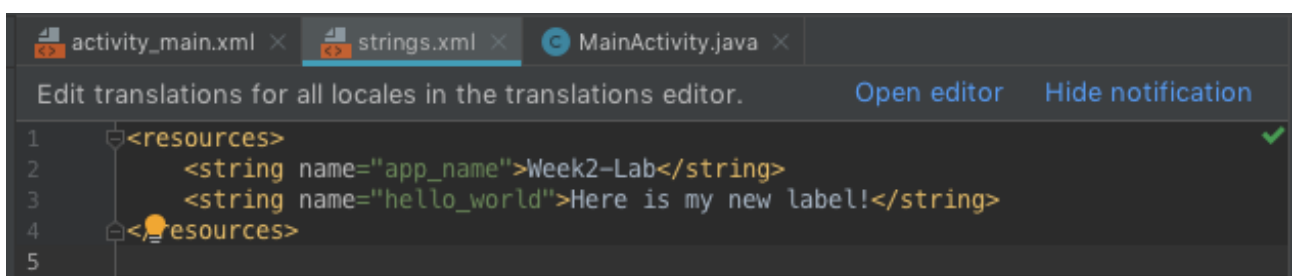 activity_main.xml strings.xml MainActivity.java
Edit translations for all locales in the translations editor. Open editor Hide notification
1 <resources>
2 <string name="app_name">Week2-Lab</string>
3 <string name="hello_world">Here is my new label!</string>
4 </resources>
5